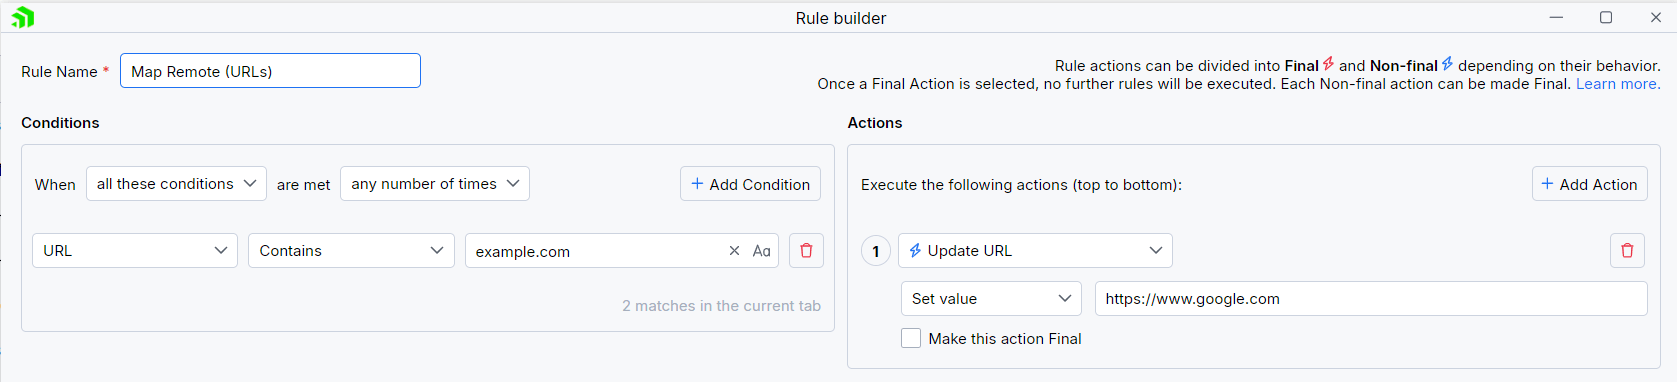 Rule builder
Rule Name *
Map Remote (URLs)
Rule actions can be divided into Final and Non-final depending on their behavior.
Once a Final Action is selected, no further rules will be executed. Each Non-final action can be made Final. Learn more.
Conditions
When all these conditions are met any number of times + Add Condition
URL Contains example.com Aa
2 matches in the current tab
Actions
Execute the following actions (top to bottom): + Add Action
1 Update URL
Set value https://www.google.com
Make this action Final